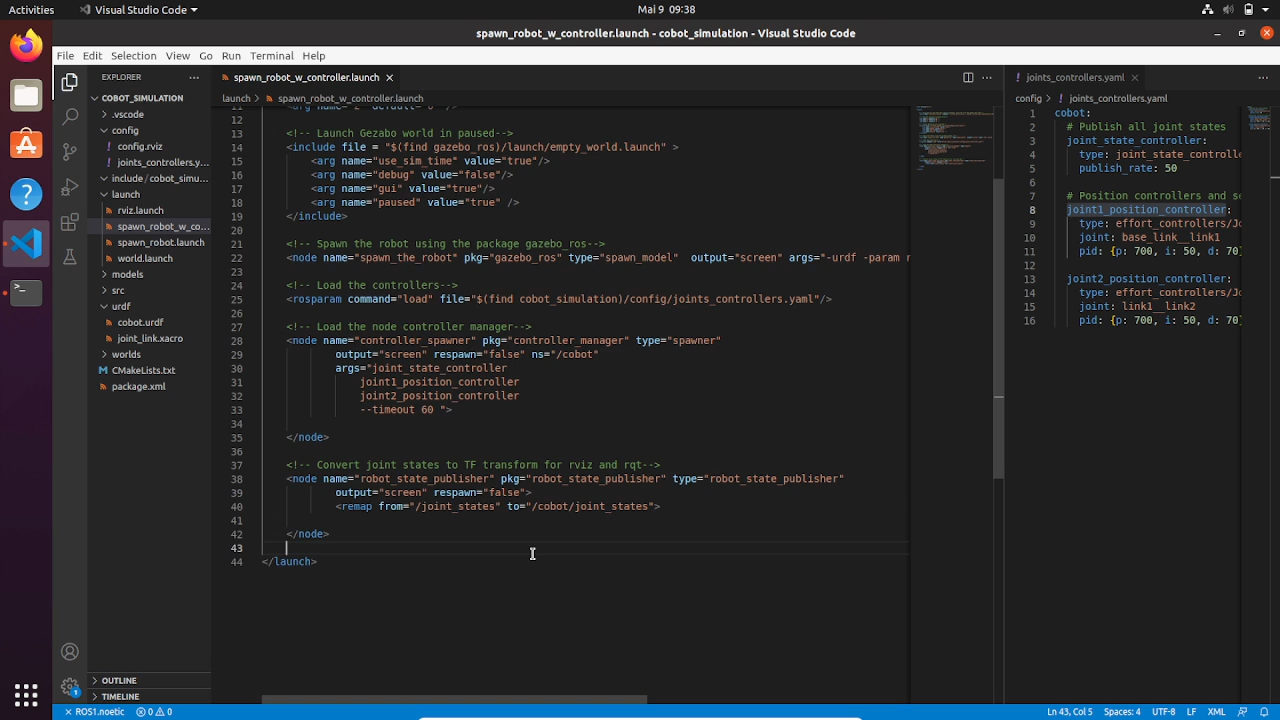 Activities
Visual Studio Code
Mai 9 09:38
spawn_robot_w_controller.launch - cobot_simulation - Visual Studio Code
File Edit Selection View Go Run Terminal Help
EXPLORER
COBOT_SIMULATION
.vscode
config
config.rviz
joints_controllers.y...
include / cobot_simu...
launch
rviz.launch
spawn_robot_w_co...
spawn_robot.launch
world.launch
models
src
urdf
cobot.urdf
joint_link.xacro
worlds
CMakeLists.txt
package.xml
OUTLINE
TIMELINE
spawn_robot_w_controller.launch
launch > spawn_robot_w_controller.launch
12
13 <!-- Launch Gezabo world in paused-->
14 <include file = "$(find gazebo_ros)/launch/empty_world.launch" >
15 <arg name="use_sim_time" value="true"/>
16 <arg name="debug" value="false"/>
17 <arg name="gui" value="true"/>
18 <arg name="paused" value="true" />
19 </include>
20
21 <!-- Spawn the robot using the package gazebo_ros-->
22 <node name="spawn_the_robot" pkg="gazebo_ros" type="spawn_model"  output="screen" args="-urdf -param r
23
24 <!-- Load the controllers-->
25 <rosparam command="load" file="$(find cobot_simulation)/config/joints_controllers.yaml"/>
26
27 <!-- Load the node controller manager-->
28 <node name="controller_spawner" pkg="controller_manager" type="spawner"
29 output="screen" respawn="false" ns="/cobot"
30 args="joint_state_controller
31 joint1_position_controller
32 joint2_position_controller
33 --timeout 60 ">
34
35 </node>
36
37 <!-- Convert joint states to TF transform for rviz and rqt-->
38 <node name="robot_state_publisher" pkg="robot_state_publisher" type="robot_state_publisher"
39 output="screen" respawn="false">
40 <remap from="/joint_states" to="/cobot/joint_states">
41
42 </node>
43
44 </launch>
joints_controllers.yaml
config > joints_controllers.yaml
1 cobot:
2 # Publish all joint states
3 joint_state_controller:
4 type: joint_state_controlle
5 publish_rate: 50
6
7 # Position controllers and se
8 joint1_position_controller:
9 type: effort_controllers/Jo
10 joint: base_link__link1
11 pid: {p: 700, i: 50, d: 70}
12
13 joint2_position_controller:
14 type: effort_controllers/Jo
15 joint: link1__link2
16 pid: {p: 700, i: 50, d: 70}
1
ROS1.noetic 0 0
Ln 43, Col 5 Spaces: 4 UTF-8 LF XML